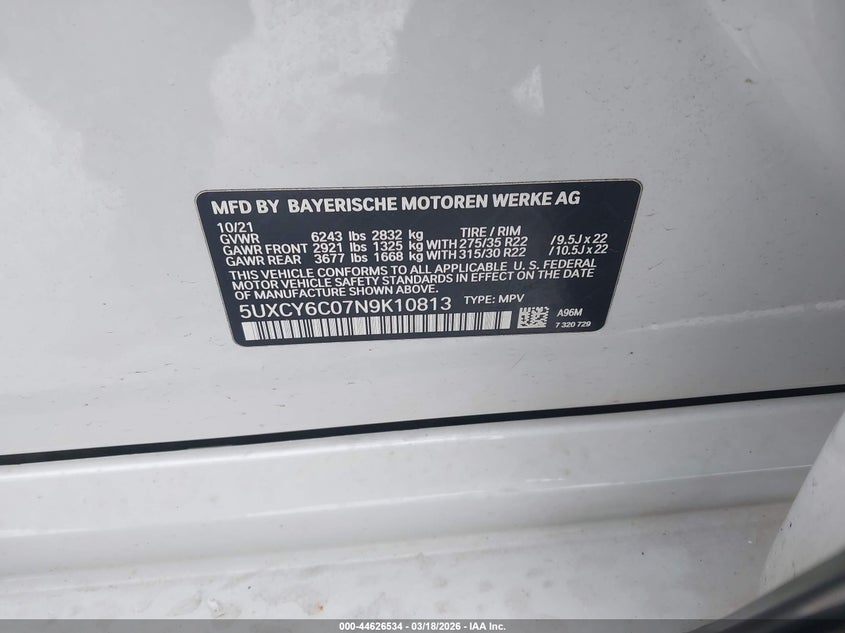 MFD BY BAYERISCHE MOTOREN WERKE AG
10/21 TIRE / RIM
GVWR 6243 lbs 2832 kg
GAWR FRONT 2921 lbs 1325 kg WITH 275/35 R22 / 9.5J x 22
GAWR REAR 3677 lbs 1668 kg WITH 315/30 R22 / 10.5J x 22
THIS VEHICLE CONFORMS TO ALL APPLICABLE U.S. FEDERAL
MOTOR VEHICLE SAFETY STANDARDS IN EFFECT ON THE DATE
OF MANUFACTURE SHOWN ABOVE.
5UXCY6C07N9K10813 TYPE: MPV
A96M
7 320 729
000-44626534 - 03/18/2026 - IAA Inc.